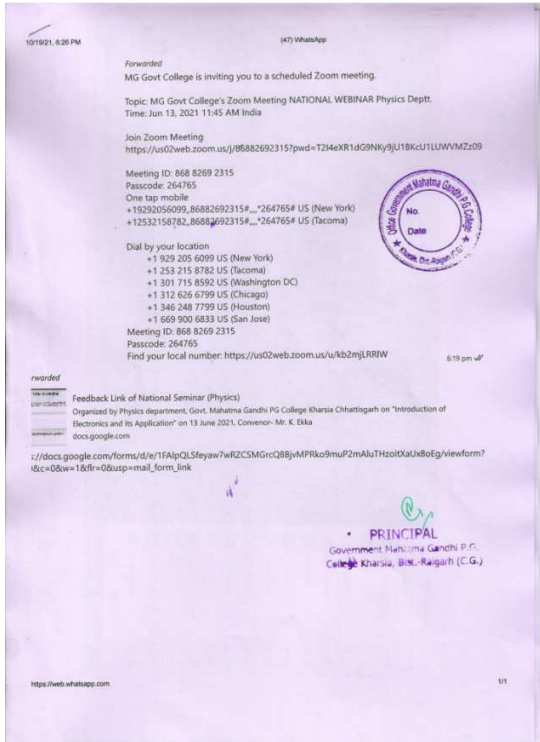 10/19/21, 6:26 PM
(47) WhatsApp
Forwarded
MG Govt College is inviting you to a scheduled Zoom meeting.
Topic: MG Govt College's Zoom Meeting NATIONAL WEBINAR Physics Deptt.
Time: Jun 13, 2021 11:45 AM India
Join Zoom Meeting
https://us02web.zoom.us/j/86882692315?pwd=T2l4eXR1dG9NKy9jU1BKcU1LUWVMZz09
Meeting ID: 868 8269 2315
Passcode: 264765
One tap mobile
+19292056099,,86882692315#,,,,*264765# US (New York)
+12532158782,,86882692315#,,,,*264765# US (Tacoma)
Office Government Mahatma Gandhi P.G. College
No.
Date
Kharsia, Dis.-Raigarh (C.G.)
Dial by your location
+1 929 205 6099 US (New York)
+1 253 215 8782 US (Tacoma)
+1 301 715 8592 US (Washington DC)
+1 312 626 6799 US (Chicago)
+1 346 248 7799 US (Houston)
+1 669 900 6833 US (San Jose)
Meeting ID: 868 8269 2315
Passcode: 264765
Find your local number: https://us02web.zoom.us/u/kb2mjLRRlW
6:19 pm
rwarded
Feedback Link of National Seminar (Physics)
Organized by Physics department, Govt. Mahatma Gandhi PG College Kharsia Chhattisgarh on "Introduction of
Electronics and its Application" on 13 June 2021, Convenor- Mr. K. Ekka
docs.google.com
s://docs.google.com/forms/d/e/1FAIpQLSfeyaw7wRZCSMGrcQ8BjvMPRko9muP2mAluTHzoitXaUxBoEg/viewform?
)&c=0&w=1&flr=0&usp=mail_form_link
PRINCIPAL
Government Mahatma Gandhi P.G.
College Kharsia, Dist.-Raigarh (C.G.)
https://web.whatsapp.com
1/1